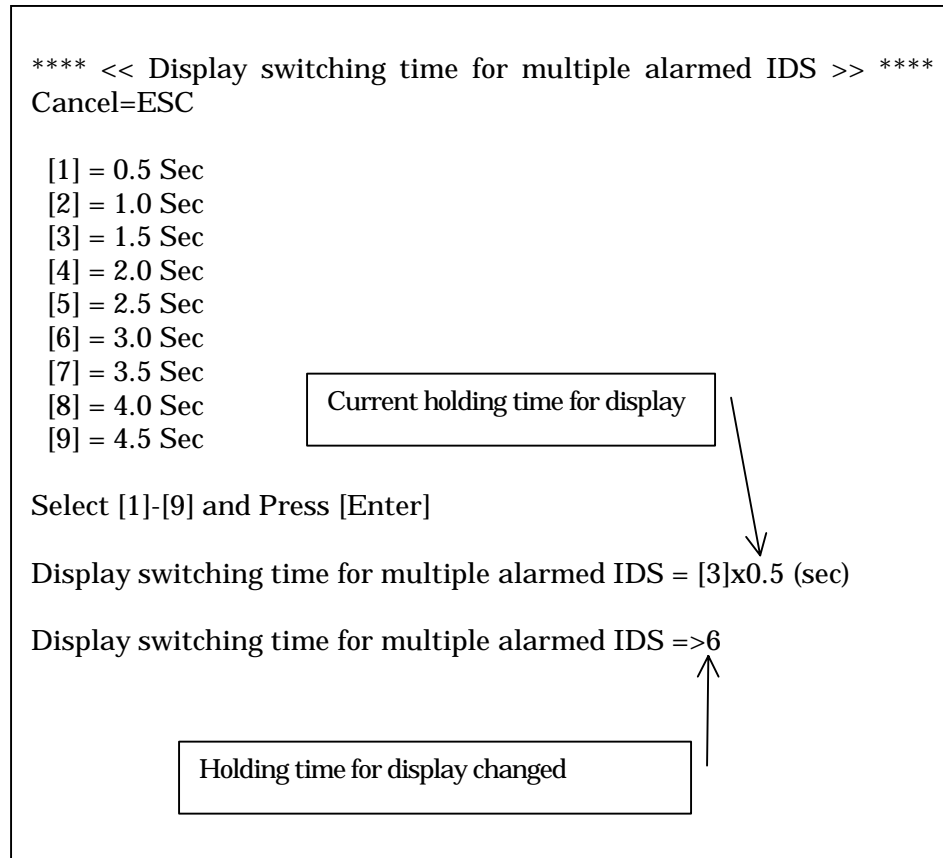 **** << Display switching time for multiple alarmed IDS >> ****
Cancel=ESC
[1] = 0.5 Sec
[2] = 1.0 Sec
[3] = 1.5 Sec
[4] = 2.0 Sec
[5] = 2.5 Sec
[6] = 3.0 Sec
[7] = 3.5 Sec
[8] = 4.0 Sec
[9] = 4.5 Sec
Current holding time for display
Select [1]-[9] and Press [Enter]
Display switching time for multiple alarmed IDS = [3]x0.5 (sec)
Display switching time for multiple alarmed IDS =>6
Holding time for display changed